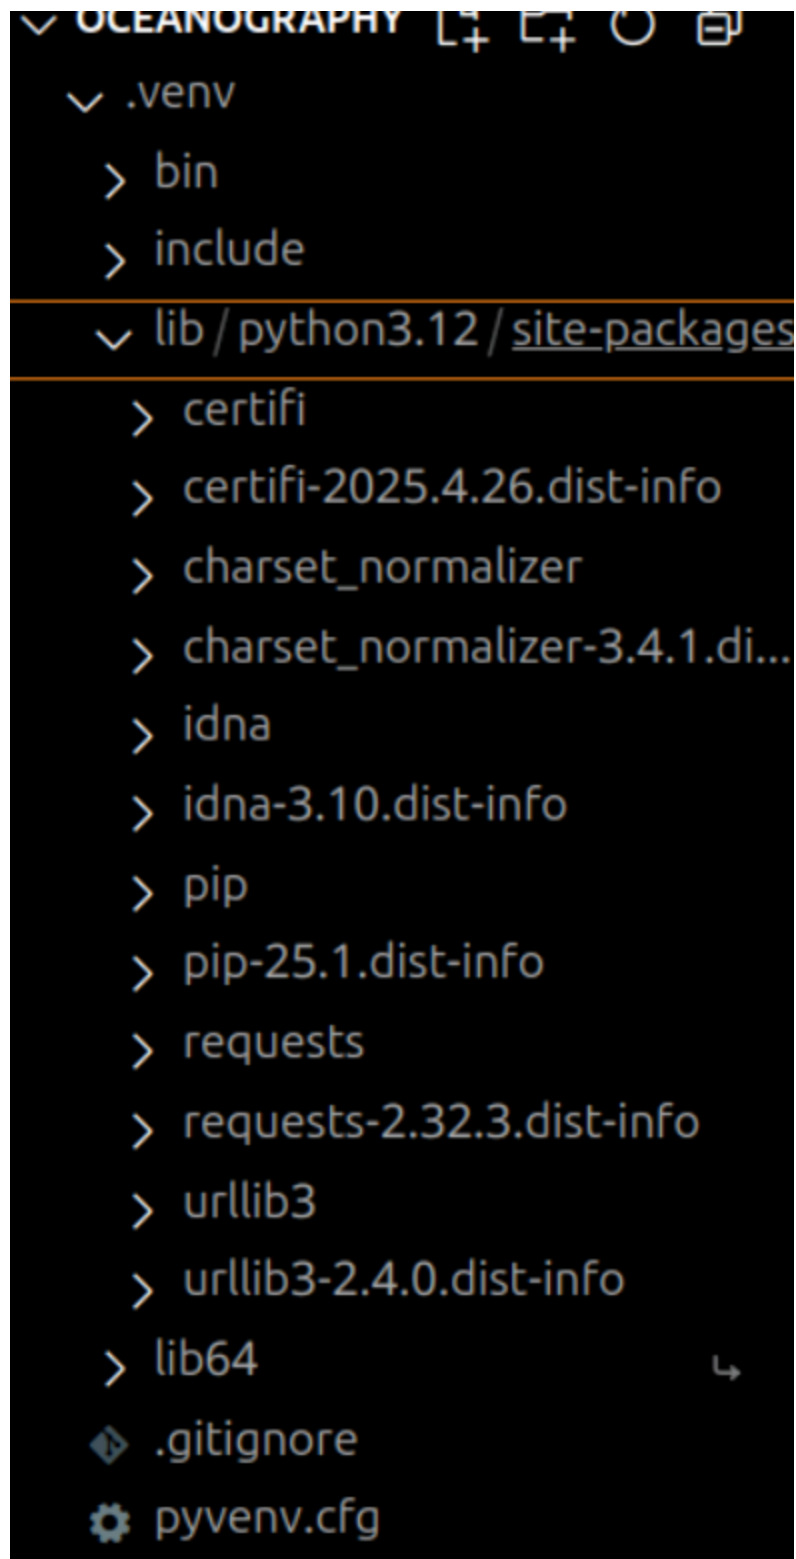 OCEANOGRAPHY
.venv
bin
include
lib / python3.12 / site-packages
certifi
certifi-2025.4.26.dist-info
charset_normalizer
charset_normalizer-3.4.1.di...
idna
idna-3.10.dist-info
pip
pip-25.1.dist-info
requests
requests-2.32.3.dist-info
urllib3
urllib3-2.4.0.dist-info
lib64
.gitignore
pyvenv.cfg